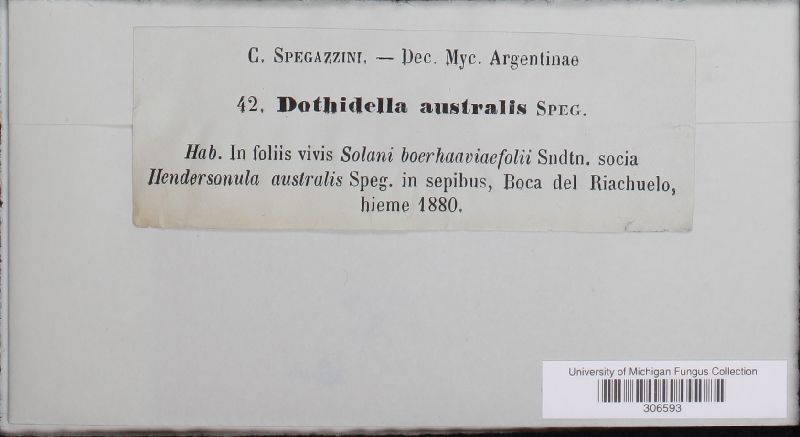 C. SPEGAZZINI. — Dec. Myc. Argentinae
42. Dothidella australis SPEG.
Hab. In foliis vivis Solani boerhaaviaefolii Sndtn. socia
Hendersonula australis Speg. in sepibus, Boca del Riachuelo,
hieme 1880.
University of Michigan Fungus Collection
306593